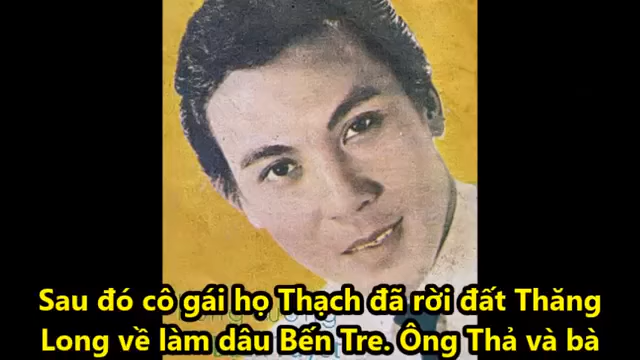 Sau đó cô gái họ Thạch đã rời đất Thăng
Long về làm dâu Bến Tre. Ông Thả và bà